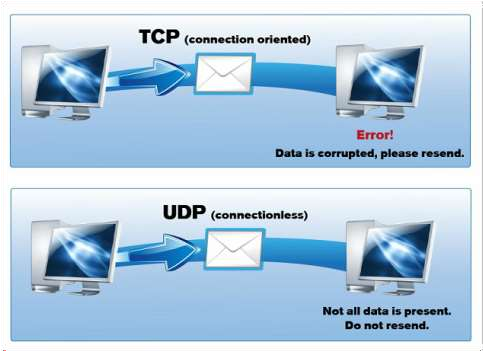 TCP (connection oriented)
Error!
Data is corrupted, please resend.
UDP (connectionless)
Not all data is present.
Do not resend.